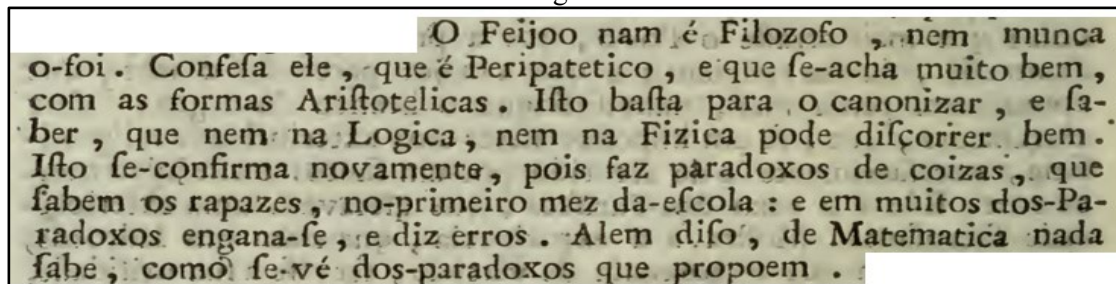 O Feijoo nam é Filozofo , nem munca
o-foi . Confeſa ele , que é Peripatetico , e que ſe-acha muito bem ,
com as formas Ariſtotelicas . Iſto baſta para o canonizar , e ſa-
ber , que nem na Logica , nem na Fizica pode diſcorrer bem .
Iſto ſe-confirma novamente , pois faz paradoxos de coizas , que
ſabem os rapazes , no-primeiro mez da-eſcola : e em muitos dos-Pa-
radoxos engana-ſe , e diz erros . Alem diſo , de Matematica nada
ſabe , como ſe-vé dos-paradoxos que propoem .